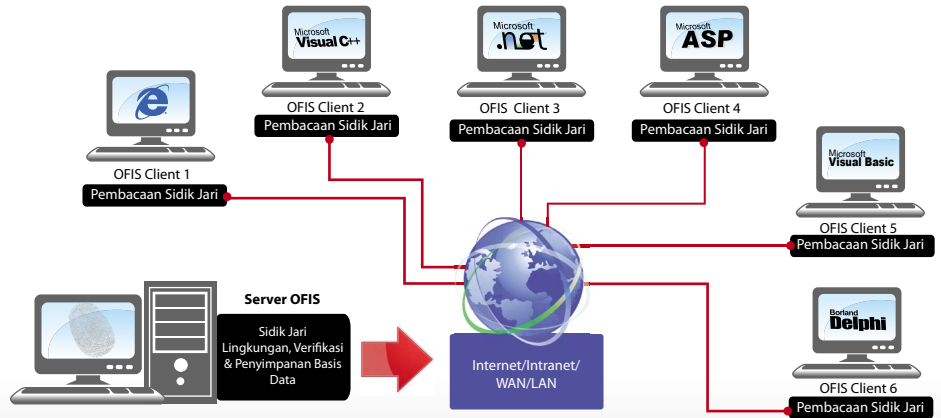 Microsoft
Visual C++
OFIS Client 2
Pembacaan Sidik Jari
Microsoft
.net
OFIS Client 3
Pembacaan Sidik Jari
Microsoft
ASP
OFIS Client 4
Pembacaan Sidik Jari
e
OFIS Client 1
Pembacaan Sidik Jari
Microsoft
Visual Basic
OFIS Client 5
Pembacaan Sidik Jari
Server OFIS
Sidik Jari
Lingkungan, Verifikasi
& Penyimpanan Basis
Data
Internet/Intranet/
WAN/LAN
Borland
Delphi
OFIS Client 6
Pembacaan Sidik Jari